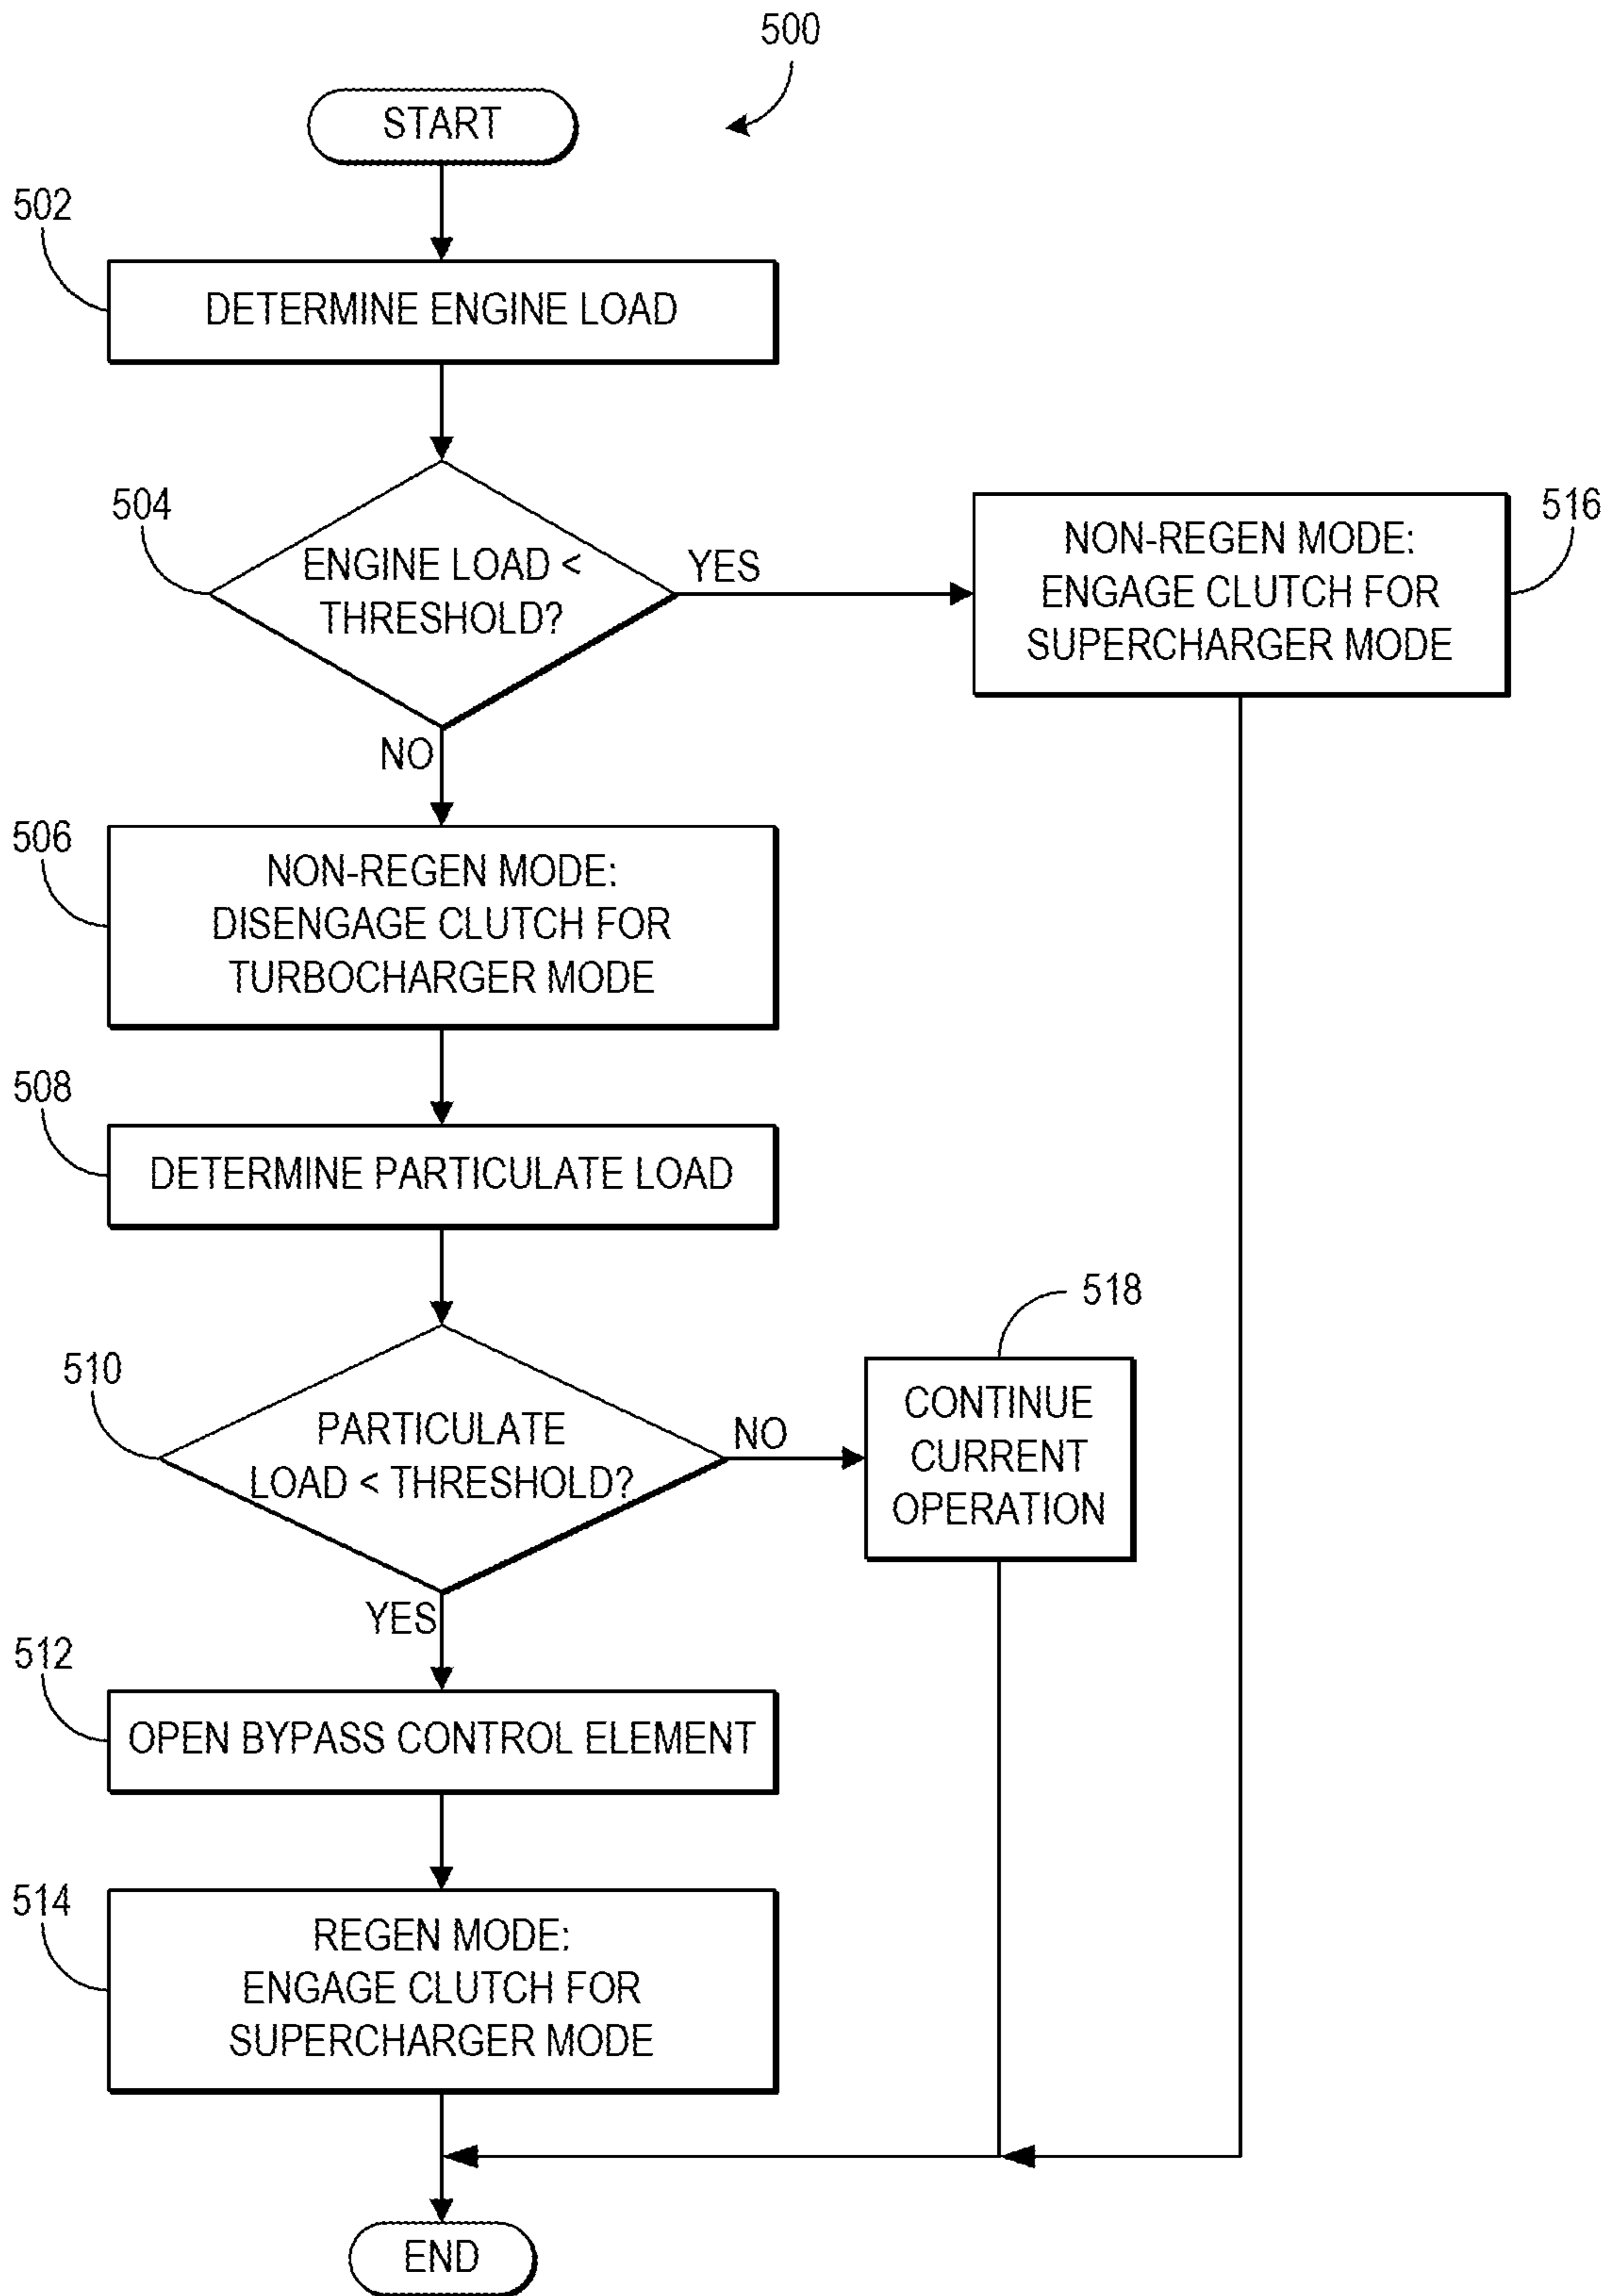 500
START
502
DETERMINE ENGINE LOAD
504
ENGINE LOAD <
THRESHOLD?
YES
NO
516
NON-REGEN MODE:
ENGAGE CLUTCH FOR
SUPERCHARGER MODE
506
NON-REGEN MODE:
DISENGAGE CLUTCH FOR
TURBOCHARGER MODE
508
DETERMINE PARTICULATE LOAD
510
PARTICULATE
LOAD < THRESHOLD?
NO
YES
518
CONTINUE
CURRENT
OPERATION
512
OPEN BYPASS CONTROL ELEMENT
514
REGEN MODE:
ENGAGE CLUTCH FOR
SUPERCHARGER MODE
END